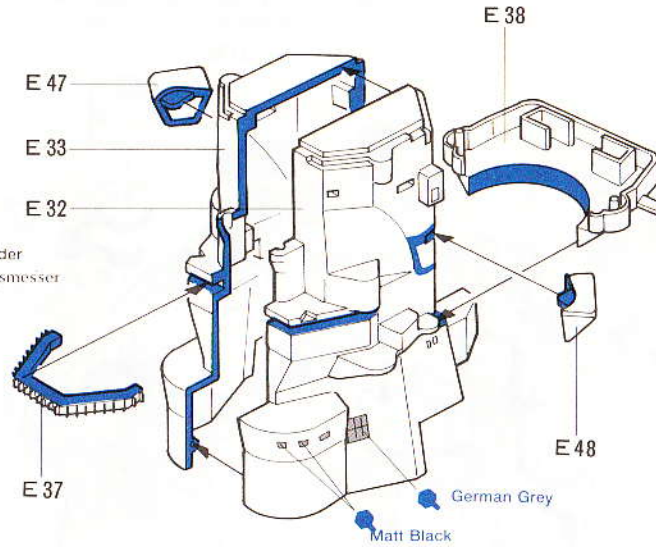 E 38
E 47
E 33
E 32
der
smesser
E 37
E 48
German Grey
Matt Black